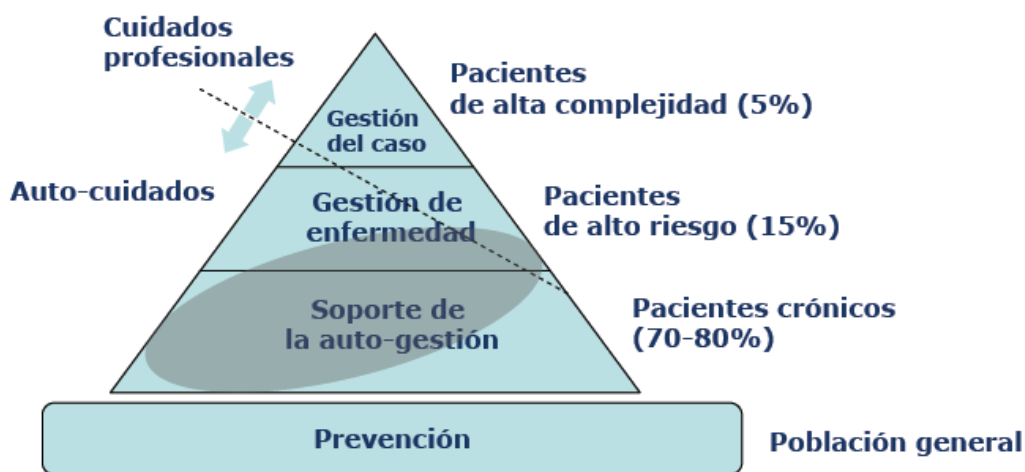 Cuidados
profesionales
Pacientes
de alta complejidad (5%)
Gestión
del caso
Auto-cuidados
Gestión de
enfermedad
Pacientes
de alto riesgo (15%)
Soporte de
la auto-gestión
Pacientes crónicos
(70-80%)
Prevención
Población general